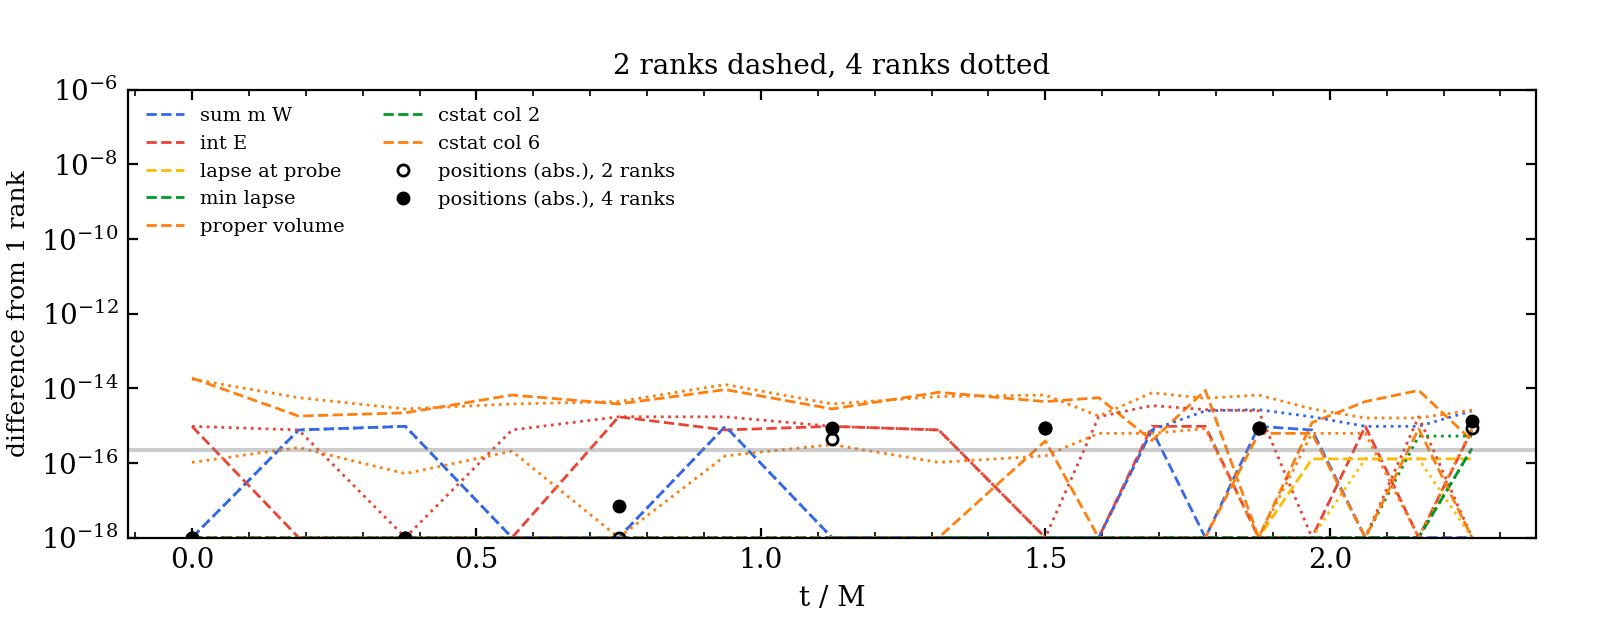 2 ranks dashed, 4 ranks dotted
difference from 1 rank
10⁻⁶
10⁻⁸
10⁻¹⁰
10⁻¹²
10⁻¹⁴
10⁻¹⁶
10⁻¹⁸
sum m W
int E
lapse at probe
min lapse
proper volume
cstat col 2
cstat col 6
positions (abs.), 2 ranks
positions (abs.), 4 ranks
0.0 0.5 1.0 1.5 2.0
t / M